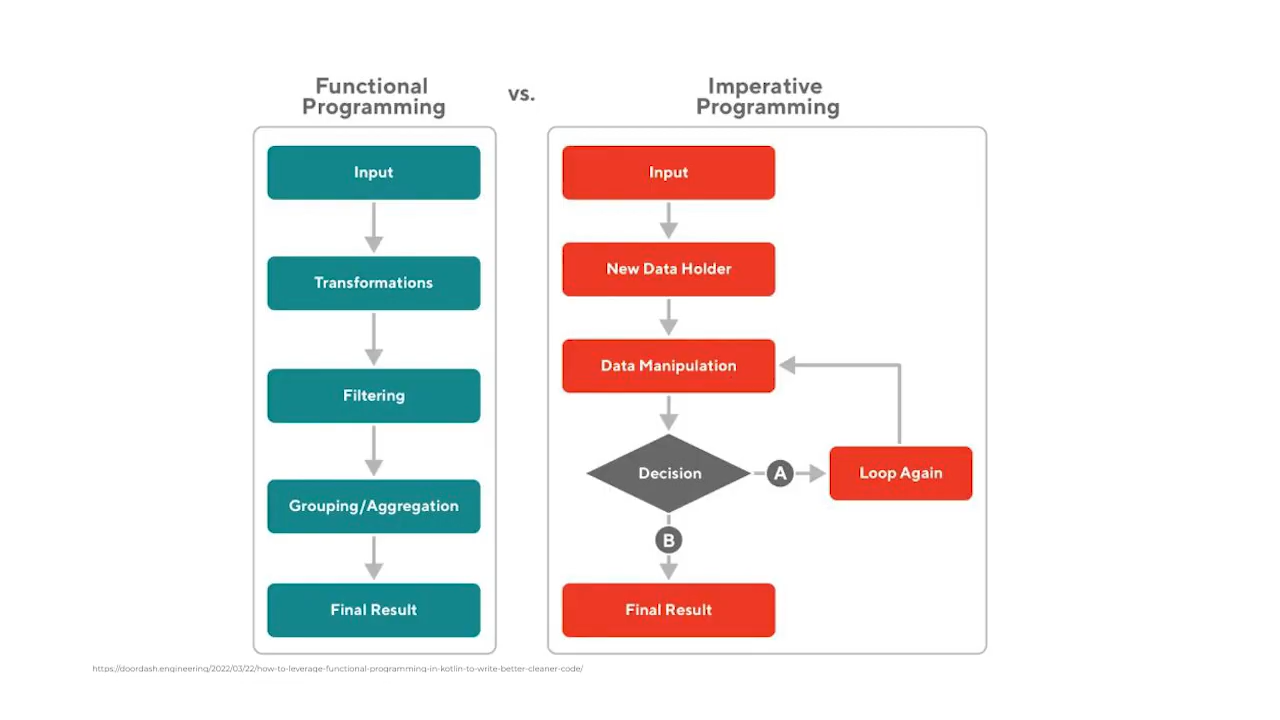 Functional
Programming
vs.
Imperative
Programming
Input
Transformations
Filtering
Grouping/Aggregation
Final Result
Input
New Data Holder
Data Manipulation
Decision
A
Loop Again
B
Final Result
https://doordash.engineering/2022/03/22/how-to-leverage-functional-programming-in-kotlin-to-write-better-cleaner-code/